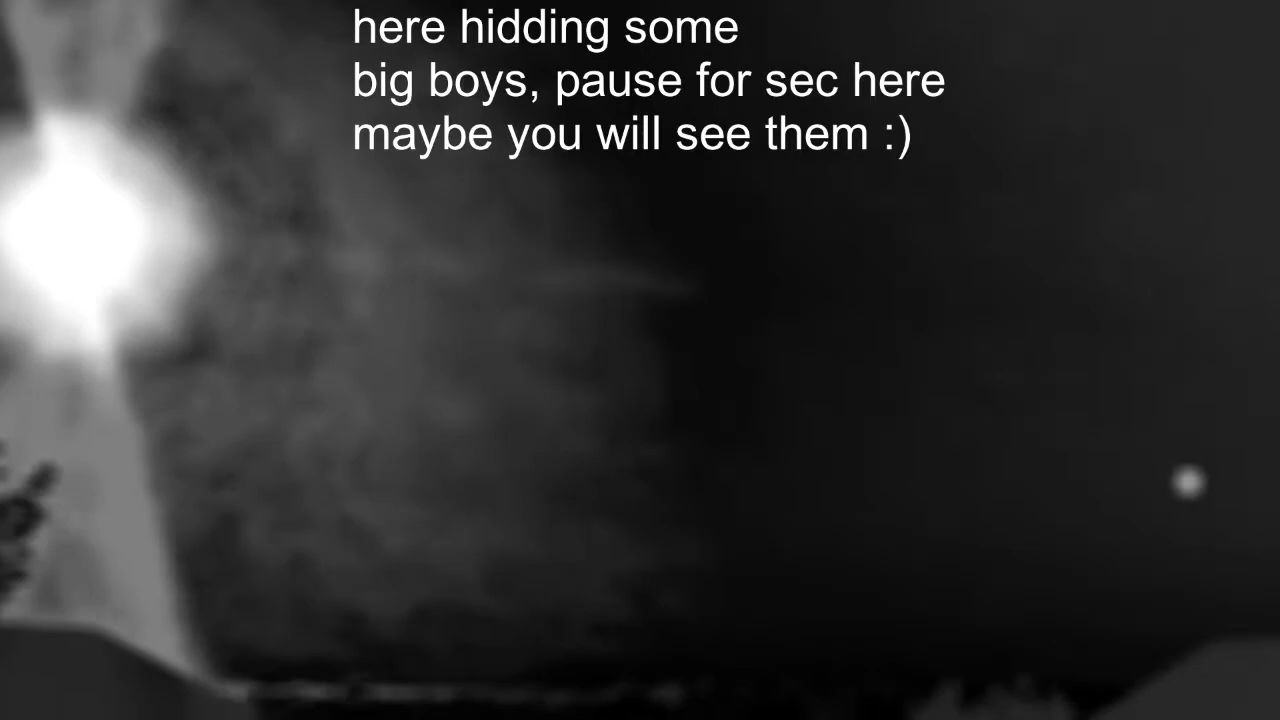 here hidding some
big boys, pause for sec here
maybe you will see them :)